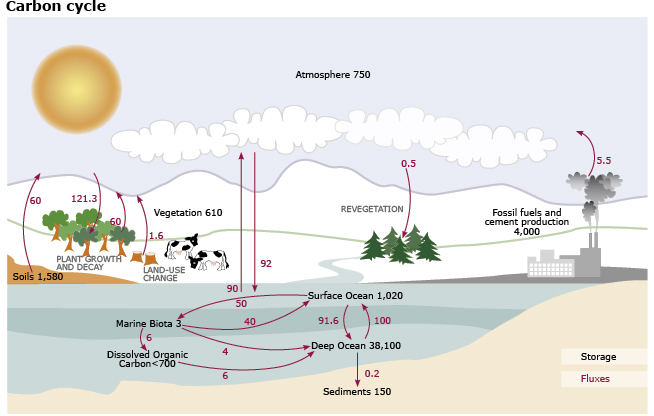 Carbon cycle
Atmosphere 750
0.5
5.5
60
121.3
60
1.6
Vegetation 610
REVEGETATION
Fossil fuels and
cement production
4,000
PLANT GROWTH
AND DECAY
LAND-USE
CHANGE
Soils 1,580
92
90
50
Surface Ocean 1,020
Marine Biota 3
40
91.6
100
6
4
Deep Ocean 38,100
Dissolved Organic
Carbon<700
6
0.2
Sediments 150
Storage
Fluxes